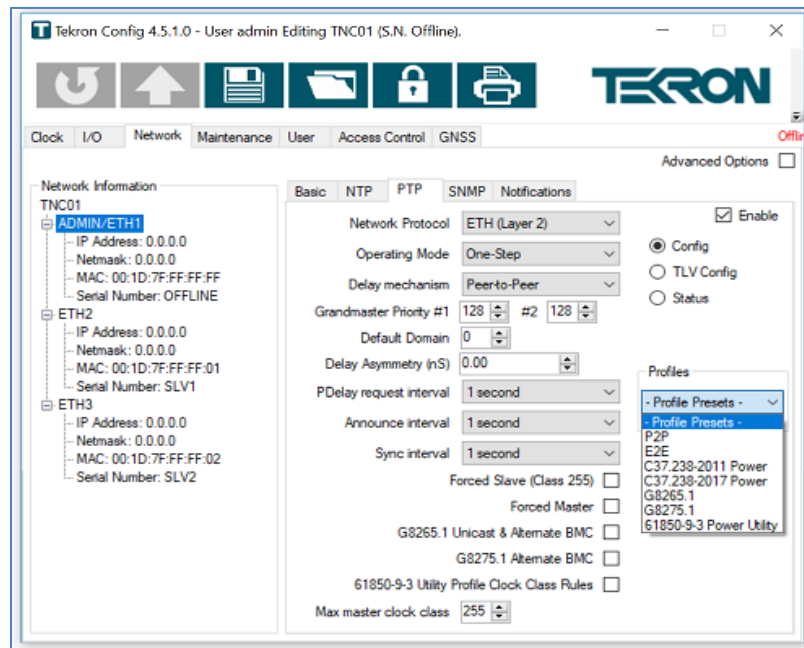 Tekron Config 4.5.1.0 - User admin Editing TNC01 (S.N. Offline).
TEKRON
Clock I/O Network Maintenance User Access Control GNSS
Offlin
Advanced Options
Network Information
TNC01
ADMIN/ETH1
IP Address: 0.0.0.0
Netmask: 0.0.0.0
MAC: 00:1D:7F:FF:FF:FF
Serial Number: OFFLINE
ETH2
IP Address: 0.0.0.0
Netmask: 0.0.0.0
MAC: 00:1D:7F:FF:FF:01
Serial Number: SLV1
ETH3
IP Address: 0.0.0.0
Netmask: 0.0.0.0
MAC: 00:1D:7F:FF:FF:02
Serial Number: SLV2
Basic NTP PTP SNMP Notifications
Network Protocol ETH (Layer 2)
Operating Mode One-Step
Delay mechanism Peer-to-Peer
Grandmaster Priority #1 128 #2 128
Default Domain 0
Delay Asymmetry (nS) 0.00
PDelay request interval 1 second
Announce interval 1 second
Sync interval 1 second
Forced Slave (Class 255)
Forced Master
G8265.1 Unicast & Alternate BMC
G8275.1 Alternate BMC
61850-9-3 Utility Profile Clock Class Rules
Max master clock class 255
Enable
Config
TLV Config
Status
Profiles
- Profile Presets -
- Profile Presets -
P2P
E2E
C37.238-2011 Power
C37.238-2017 Power
G8265.1
G8275.1
61850-9-3 Power Utility